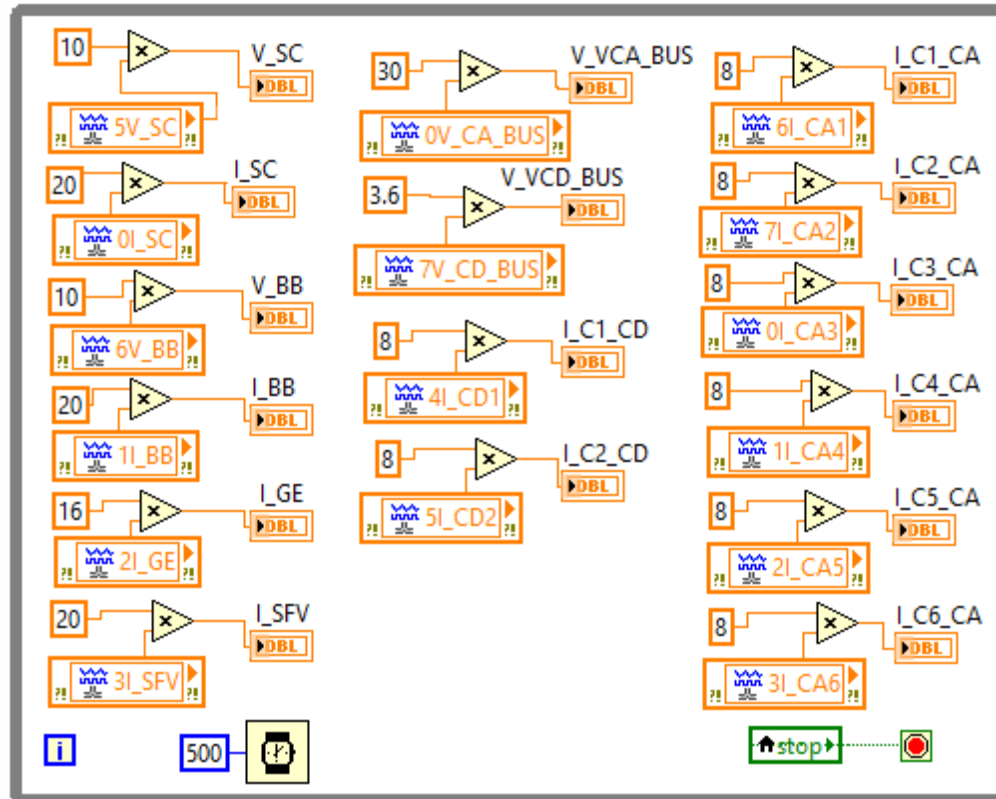 10
V_SC
DBL
5V_SC
20
I_SC
DBL
0I_SC
10
V_BB
DBL
6V_BB
20
I_BB
DBL
1I_BB
16
I_GE
DBL
2I_GE
20
I_SFV
DBL
3I_SFV
i
500
30
V_VCA_BUS
DBL
0V_CA_BUS
3.6
V_VCD_BUS
DBL
7V_CD_BUS
8
I_C1_CD
DBL
4I_CD1
8
I_C2_CD
DBL
5I_CD2
8
I_C1_CA
DBL
6I_CA1
8
I_C2_CA
DBL
7I_CA2
8
I_C3_CA
DBL
0I_CA3
8
I_C4_CA
DBL
1I_CA4
8
I_C5_CA
DBL
2I_CA5
8
I_C6_CA
DBL
3I_CA6
stop